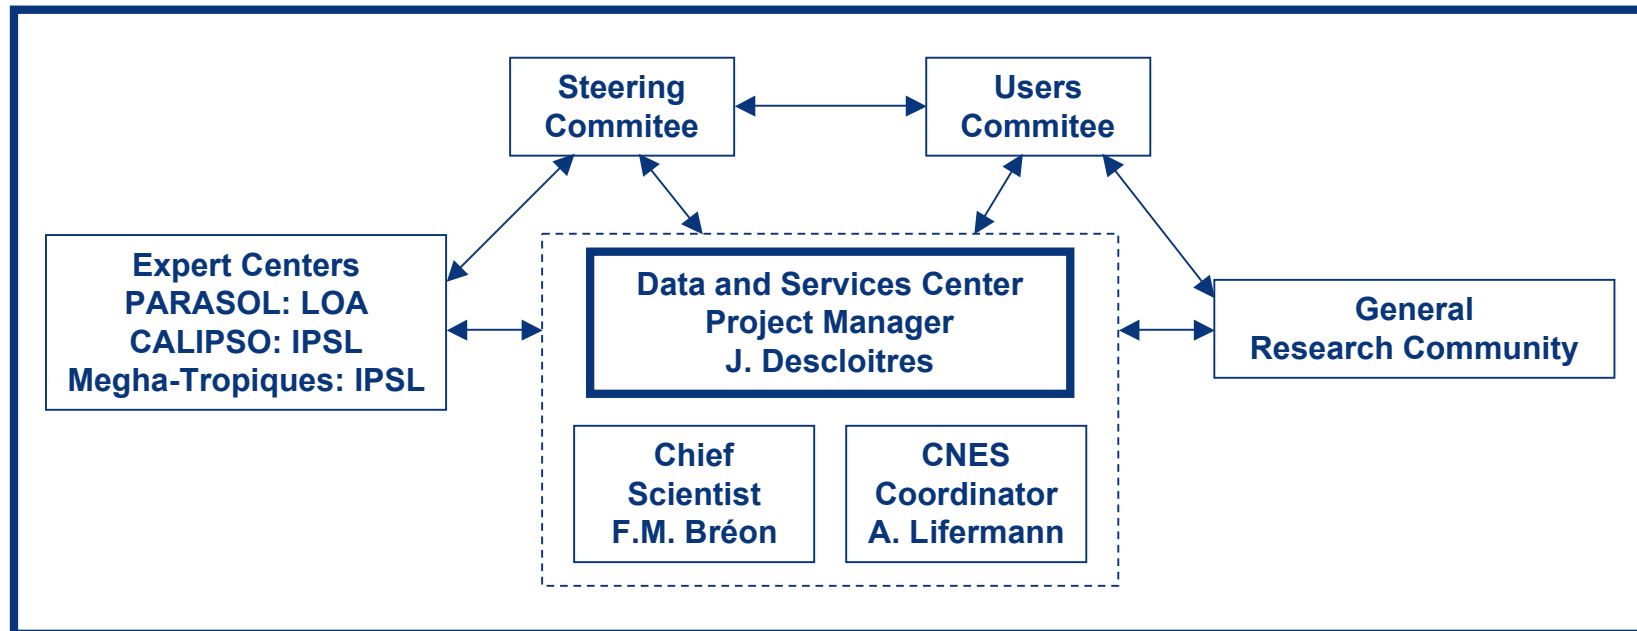 Steering
Commitee
Users
Commitee
Expert Centers
PARASOL: LOA
CALIPSO: IPSL
Megha-Tropiques: IPSL
Data and Services Center
Project Manager
J. Descloitres
General
Research Community
Chief
Scientist
F.M. Bréon
CNES
Coordinator
A. Lifermann